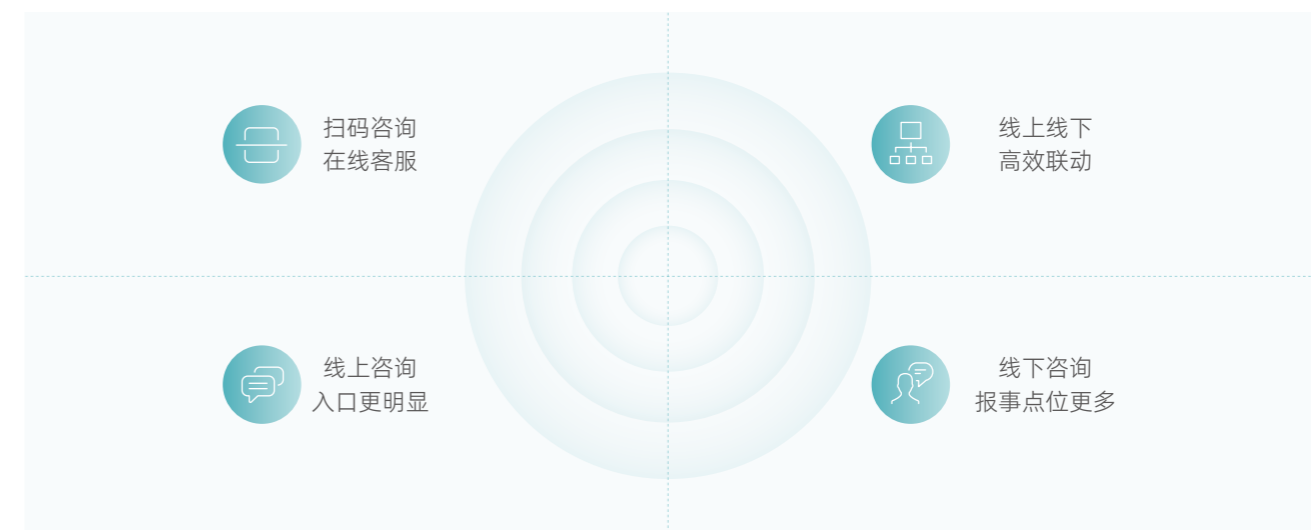 扫码咨询
在线客服
线上线下
高效联动
线上咨询
入口更明显
线下咨询
报事点位更多